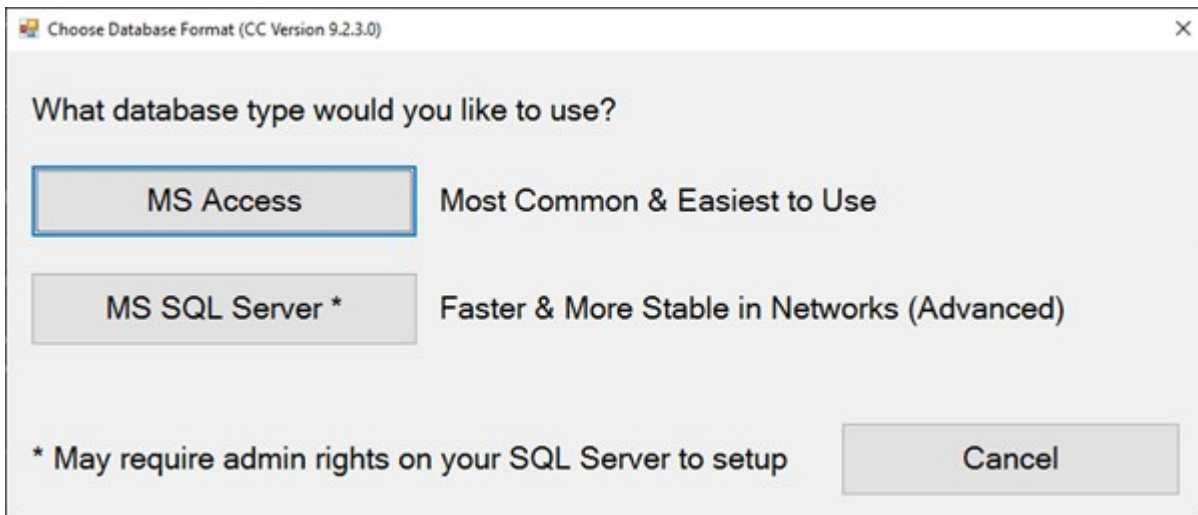 Choose Database Format (CC Version 9.2.3.0)
What database type would you like to use?
MS Access Most Common & Easiest to Use
MS SQL Server * Faster & More Stable in Networks (Advanced)
* May require admin rights on your SQL Server to setup Cancel